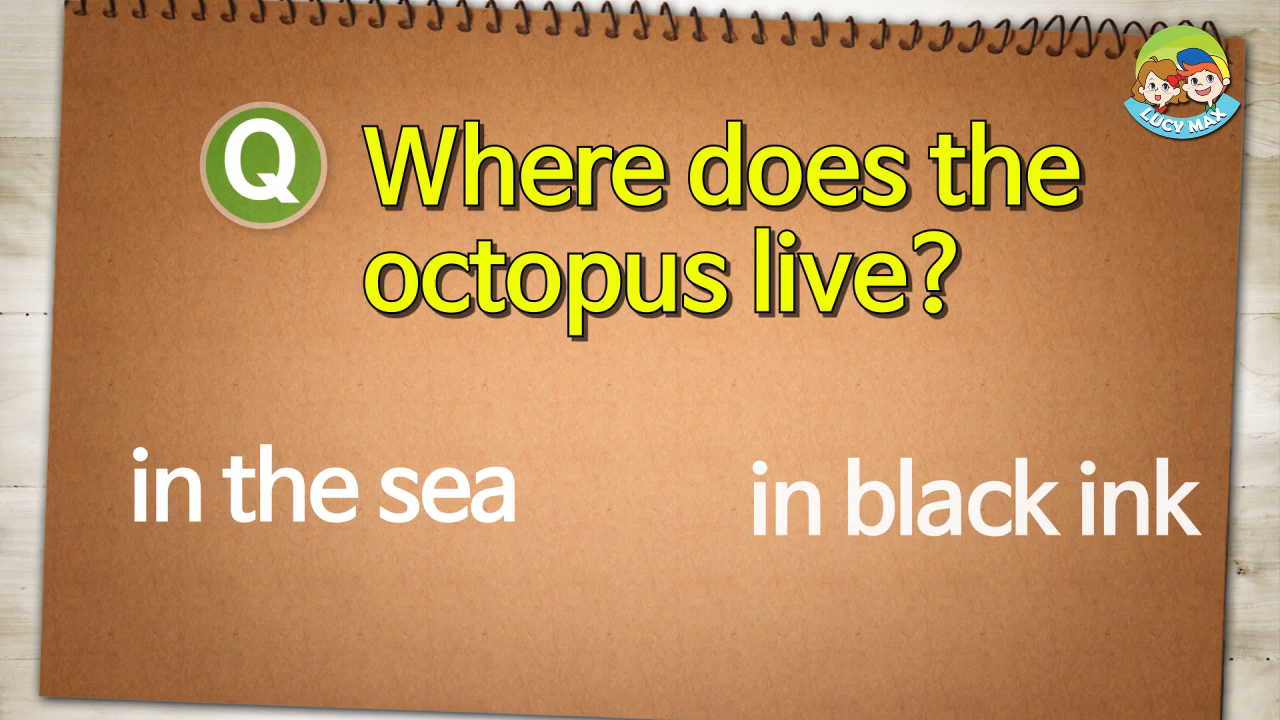 LUCY MAX
Q Where does the
octopus live?
in the sea
in black ink